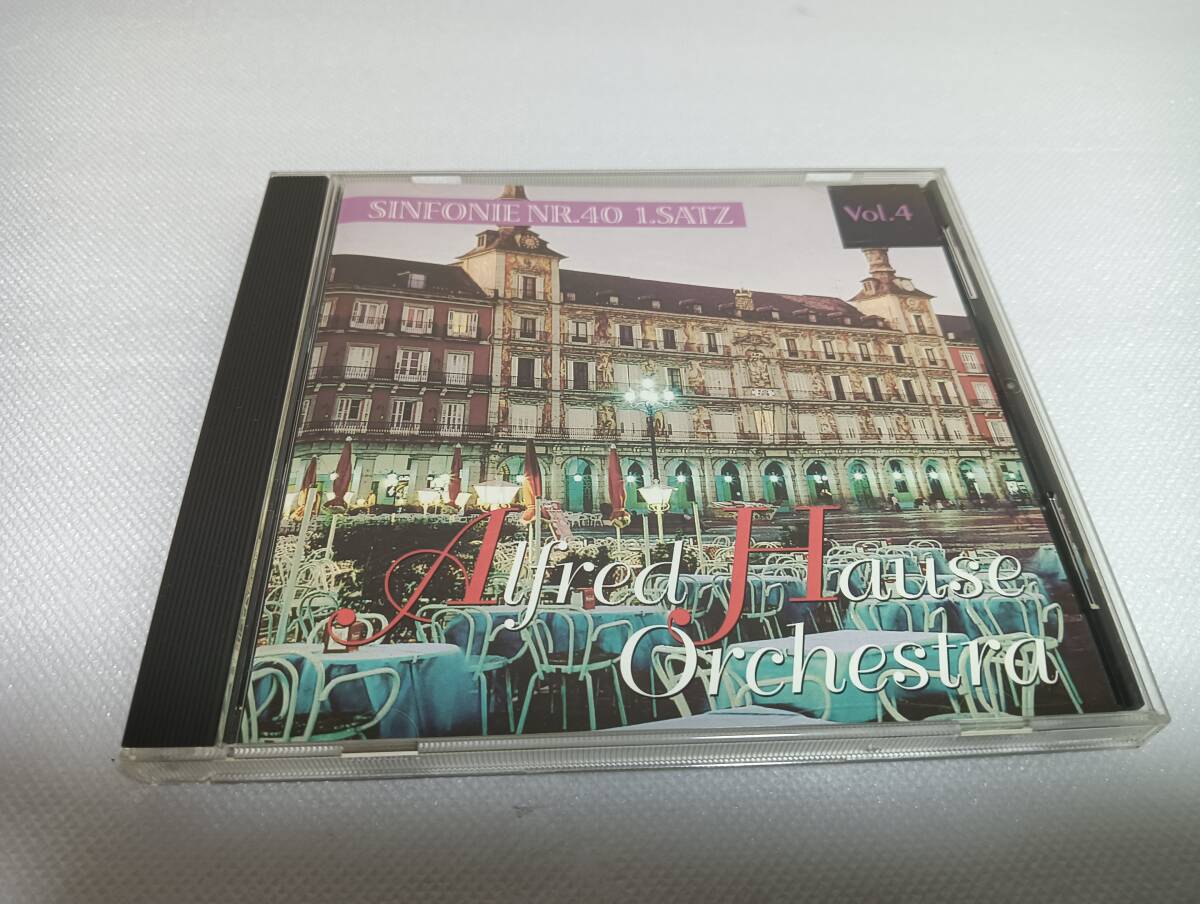 SINFONIE NR.40 1.SATZ
Vol.4
Alfred Hause
Orchestra